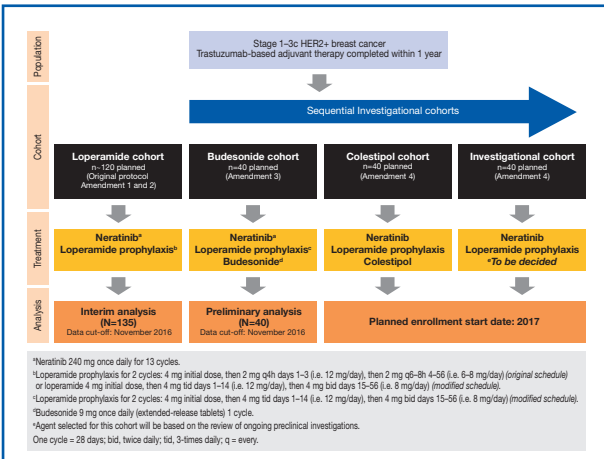 Population
Stage 1–3c HER2+ breast cancer
Trastuzumab-based adjuvant therapy completed within 1 year
Sequential Investigational cohorts
Cohort
Loperamide cohort
n~120 planned
(Original protocol
Amendment 1 and 2)
Budesonide cohort
n=40 planned
(Amendment 3)
Colestipol cohort
n=40 planned
(Amendment 4)
Investigational cohort
n=40 planned
(Amendment 4)
Treatment
Neratinibᵃ
Loperamide prophylaxisᵇ
Neratinibᵃ
Loperamide prophylaxisᶜ
Budesonideᵈ
Neratinib
Loperamide prophylaxis
Colestipol
Neratinib
Loperamide prophylaxis
ᵉTo be decided
Analysis
Interim analysis
(N=135)
Data cut-off: November 2016
Preliminary analysis
(N=40)
Data cut-off: November 2016
Planned enrollment start date: 2017
ᵃNeratinib 240 mg once daily for 13 cycles.
ᵇLoperamide prophylaxis for 2 cycles: 4 mg initial dose, then 2 mg q4h days 1–3 (i.e. 12 mg/day), then 2 mg q6–8h 4–56 (i.e. 6–8 mg/day) (original schedule)
or loperamide 4 mg initial dose, then 4 mg tid days 1–14 (i.e. 12 mg/day), then 4 mg bid days 15–56 (i.e. 8 mg/day) (modified schedule).
ᶜLoperamide prophylaxis for 2 cycles: 4 mg initial dose, then 4 mg tid days 1–14 (i.e. 12 mg/day), then 4 mg bid days 15–56 (i.e. 8 mg/day) (modified schedule).
ᵈBudesonide 9 mg once daily (extended-release tablets) 1 cycle.
ᵉAgent selected for this cohort will be based on the review of ongoing preclinical investigations.
One cycle = 28 days; bid, twice daily; tid, 3-times daily; q = every.